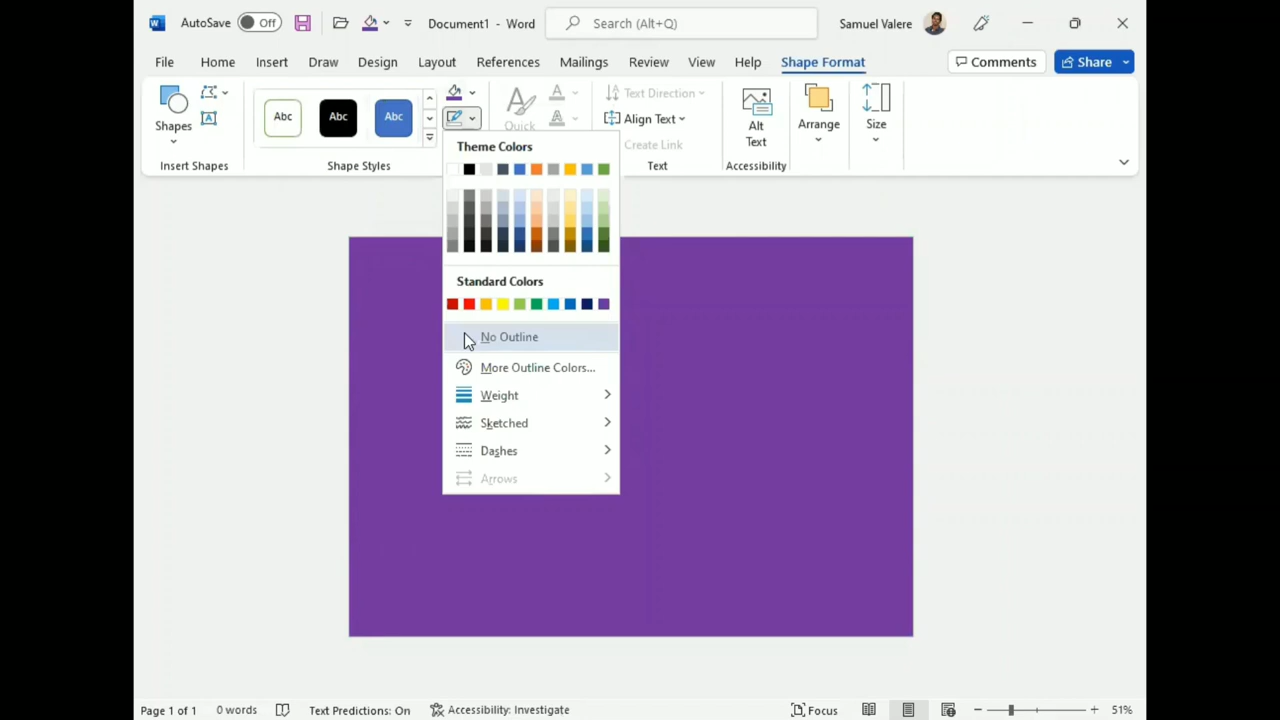 AutoSave Off Document1 - Word Search (Alt+Q) Samuel Valere
File Home Insert Draw Design Layout References Mailings Review View Help Shape Format Comments Share
Shapes
Insert Shapes
Abc Abc Abc
Shape Styles
Quick
Text Direction
Align Text
Create Link
Text
Alt
Text
Accessibility
Arrange
Size
Theme Colors
Standard Colors
No Outline
More Outline Colors...
Weight
Sketched
Dashes
Arrows
Page 1 of 1 0 words Text Predictions: On Accessibility: Investigate Focus 51%